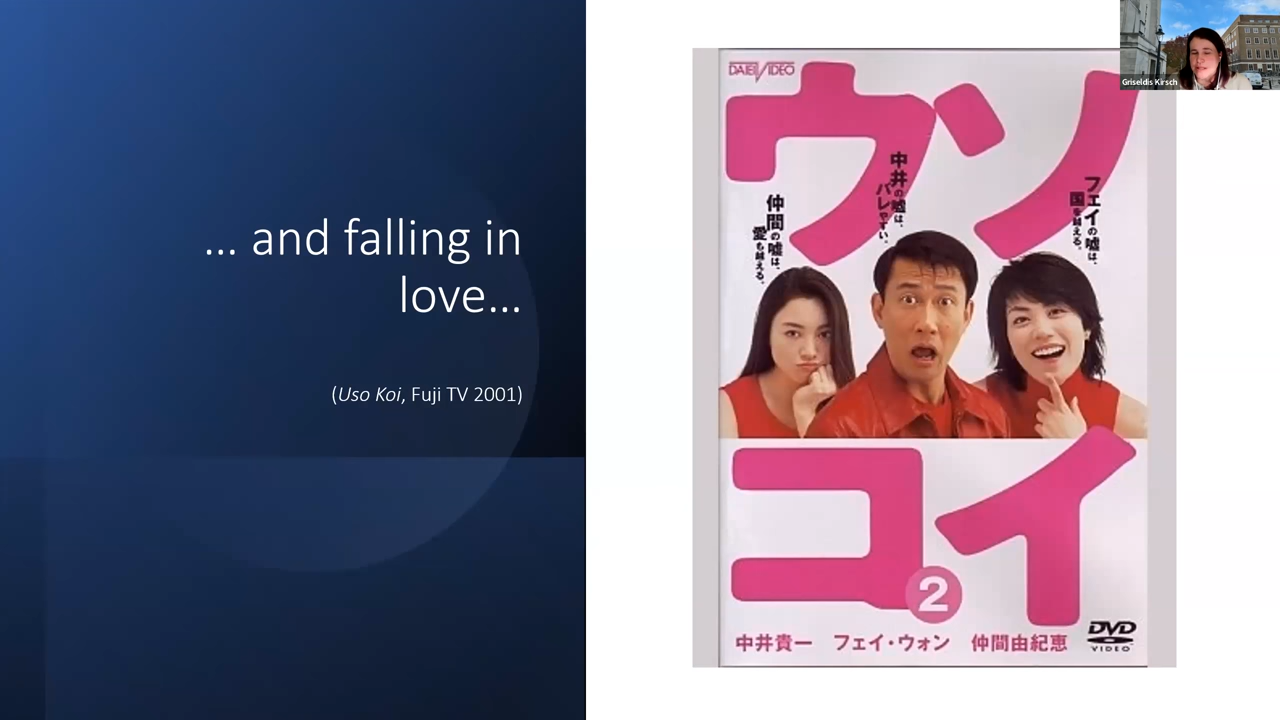 … and falling in
love…
(Uso Koi, Fuji TV 2001)
Griseldis Kirsch
DAIEI VIDEO
ウソ
フェイの嘘は、
国も越える。
中井の嘘は、
バレやすい。
仲間の嘘は、
愛も越える。
コイ
2
中井貴一 フェイ・ウォン 仲間由紀恵
DVD
VIDEO